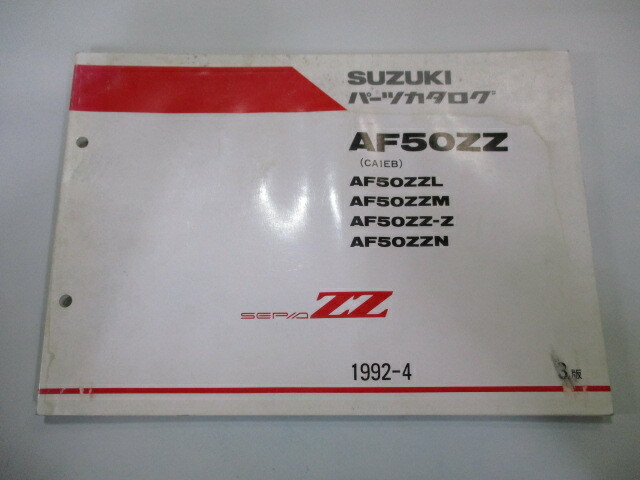 SUZUKI
パーツカタログ
AF50ZZ
(CA1EB)
AF50ZZL
AF50ZZM
AF50ZZ-Z
AF50ZZN
SEPIA ZZ
1992-4
3版